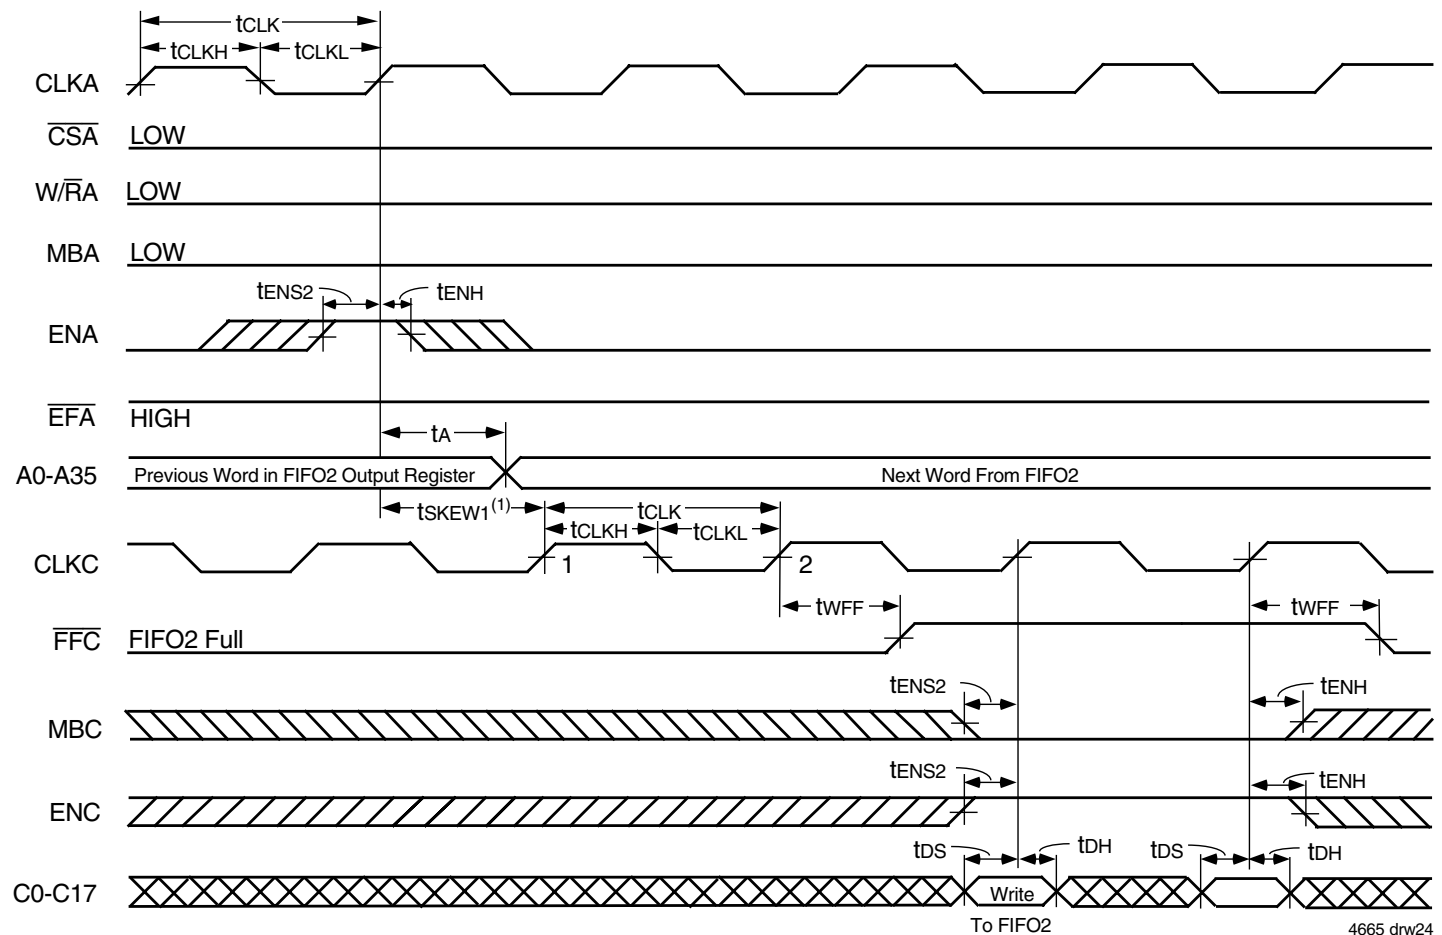 tCLK
tCLKH tCLKL
CLKA
CSA LOW
W/RA LOW
MBA LOW
tENS2 tENH
ENA
EFA HIGH
tA
A0-A35 Previous Word in FIFO2 Output Register Next Word From FIFO2
tSKEW1(1) tCLK
tCLKH tCLKL
CLKC 1 2
tWFF tWFF
FFC FIFO2 Full
tENS2 tENH
MBC
tENS2 tENH
ENC
tDS tDH tDS tDH
C0-C17 Write
To FIFO2
4665 drw24